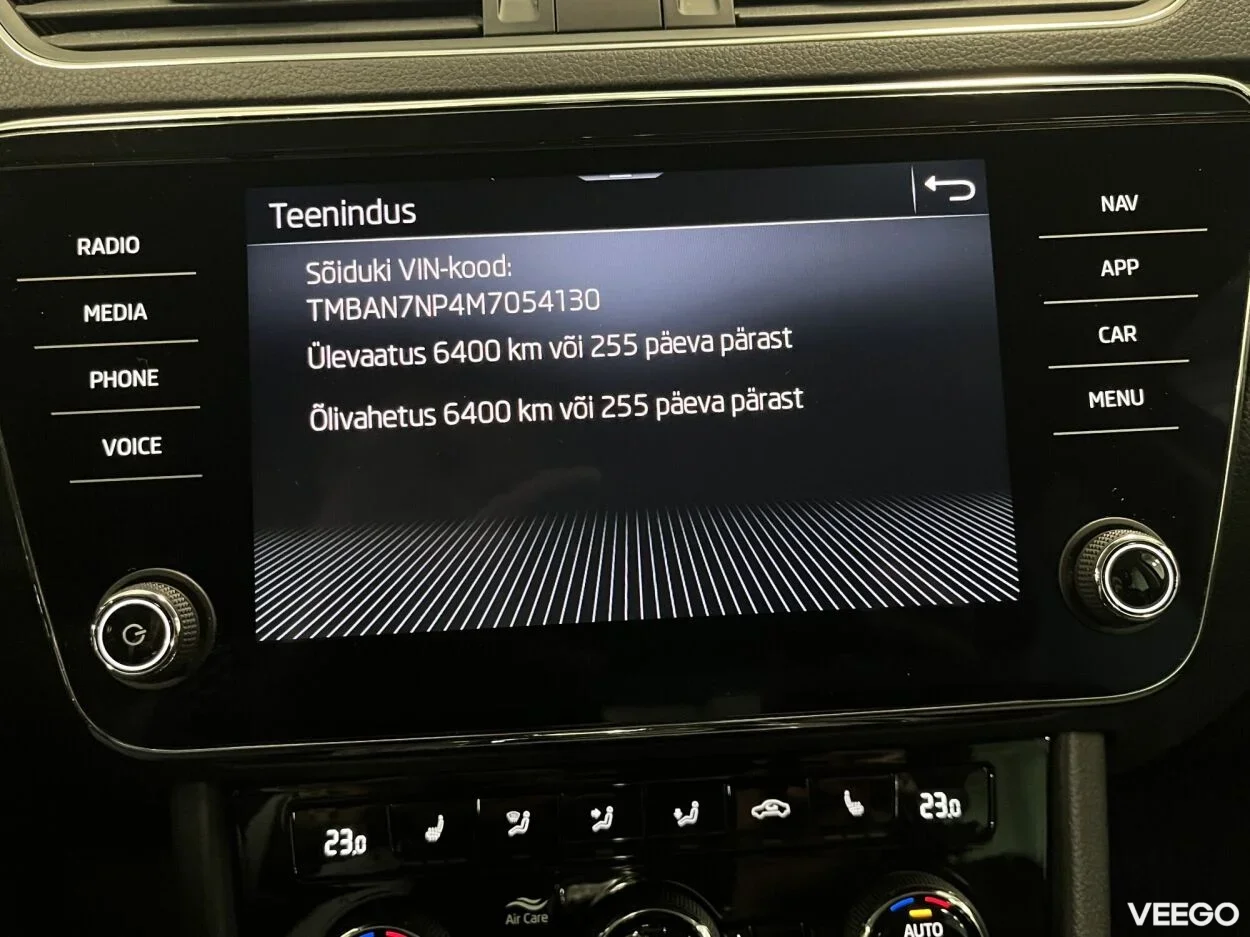 Teenindus
Sõiduki VIN-kood:
TMBAN7NP4M7054130
Ülevaatus 6400 km või 255 päeva pärast
Õlivahetus 6400 km või 255 päeva pärast
RADIO
MEDIA
PHONE
VOICE
NAV
APP
CAR
MENU
23,0
23,0
Air Care
AUTO
VEEGO